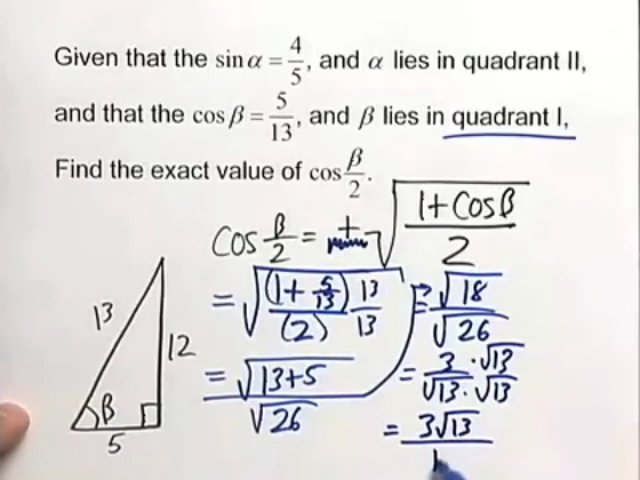 Given that the sin α = 4/5, and α lies in quadrant II,
and that the cos β = 5/13, and β lies in quadrant I,
Find the exact value of cos β/2.
Cos β/2 = + √((1 + Cos β)/2)
= √(((1 + 5/13) 13)/((2) 13))
= √(13+5)/√26
= √18/√26
= (3 · √13)/(√13 · √13)
= 3√13/1
13
12
β
5